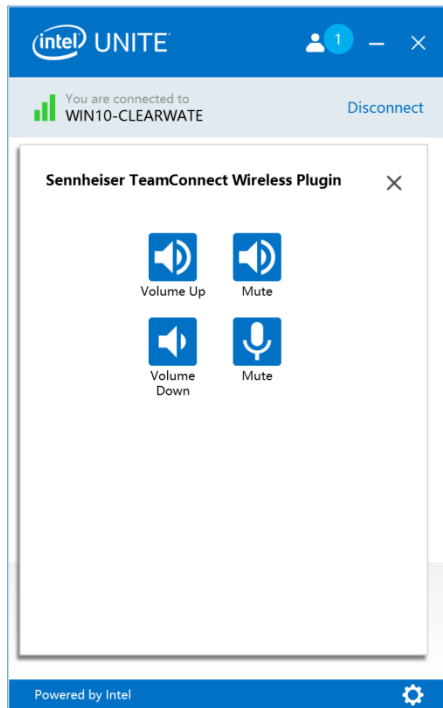 intel UNITE
1
You are connected to
WIN10-CLEARWATE
Disconnect
Sennheiser TeamConnect Wireless Plugin
Volume Up
Mute
Volume
Down
Mute
Powered by Intel